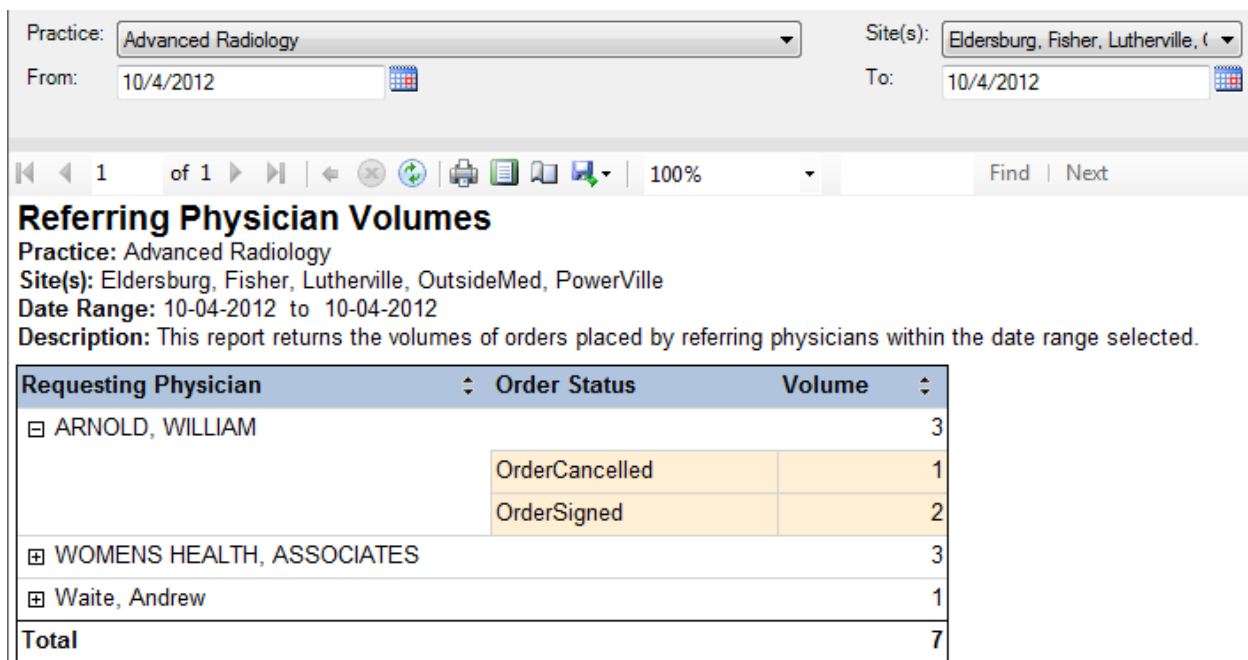 Practice: Advanced Radiology Site(s): Eldersburg, Fisher, Lutherville, (
From: 10/4/2012 To: 10/4/2012
1 of 1 100% Find | Next
Referring Physician Volumes
Practice: Advanced Radiology
Site(s): Eldersburg, Fisher, Lutherville, OutsideMed, PowerVille
Date Range: 10-04-2012 to 10-04-2012
Description: This report returns the volumes of orders placed by referring physicians within the date range selected.
Requesting Physician Order Status Volume
ARNOLD, WILLIAM 3
OrderCancelled 1
OrderSigned 2
WOMENS HEALTH, ASSOCIATES 3
Waite, Andrew 1
Total 7